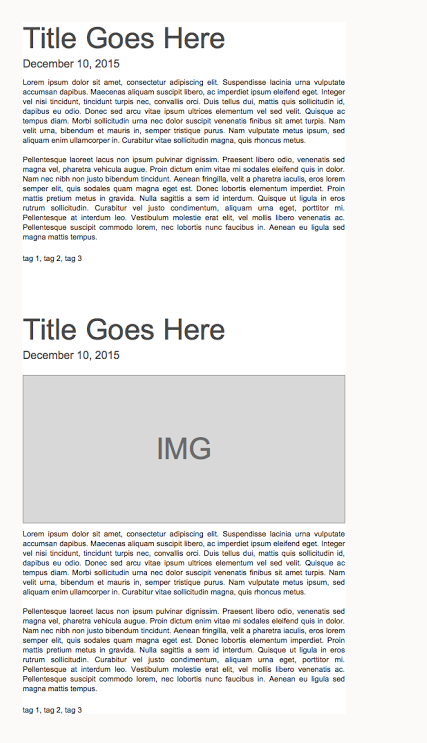 Title Goes Here
December 10, 2015
Lorem ipsum dolor sit amet, consectetur adipiscing elit. Suspendisse lacinia urna vulputate
accumsan dapibus. Maecenas aliquam suscipit libero, ac imperdiet ipsum eleifend eget. Integer
vel nisi tincidunt, tincidunt turpis nec, convallis orci. Duis tellus dui, mattis quis sollicitudin id,
dapibus eu odio. Donec sed arcu vitae ipsum ultrices elementum vel sed velit. Quisque ac
tempus diam. Morbi sollicitudin urna nec dolor suscipit venenatis finibus sit amet turpis. Nam
velit urna, bibendum et mauris in, semper tristique purus. Nam vulputate metus ipsum, sed
aliquam enim ullamcorper in. Curabitur vitae sollicitudin magna, quis rhoncus metus.
Pellentesque laoreet lacus non ipsum pulvinar dignissim. Praesent libero odio, venenatis sed
magna vel, pharetra vehicula augue. Proin dictum enim vitae mi sodales quis in dolor.
Nam nec nibh non justo bibendum tincidunt. Aenean fringilla, velit a pharetra iaculis, eros lorem
semper elit, quis sodales quam magna eget est. Donec lobortis elementum imperdiet. Proin
mattis pretium metus in gravida. Nulla sagittis a sem id interdum. Quisque ut ligula in eros
rutrum sollicitudin. Curabitur vel justo condimentum, aliquam urna eget, porttitor mi.
Pellentesque at interdum leo. Vestibulum molestie erat elit, vel mollis libero venenatis ac.
Pellentesque suscipit commodo lorem, nec lobortis nunc faucibus in. Aenean eu ligula sed
magna mattis tempus.
tag 1, tag 2, tag 3
Title Goes Here
December 10, 2015
IMG
Lorem ipsum dolor sit amet, consectetur adipiscing elit. Suspendisse lacinia urna vulputate
accumsan dapibus. Maecenas aliquam suscipit libero, ac imperdiet ipsum eleifend eget. Integer
vel nisi tincidunt, tincidunt turpis nec, convallis orci. Duis tellus dui, mattis quis sollicitudin id,
dapibus eu odio. Donec sed arcu vitae ipsum ultrices elementum vel sed velit. Quisque ac
tempus diam. Morbi sollicitudin urna nec dolor suscipit venenatis finibus sit amet turpis. Nam
velit urna, bibendum et mauris in, semper tristique purus. Nam vulputate metus ipsum, sed
aliquam enim ullamcorper in. Curabitur vitae sollicitudin magna, quis rhoncus metus.
Pellentesque laoreet lacus non ipsum pulvinar dignissim. Praesent libero odio, venenatis sed
magna vel, pharetra vehicula augue. Proin dictum enim vitae mi sodales quis in dolor.
Nam nec nibh non justo bibendum tincidunt. Aenean fringilla, velit a pharetra iaculis, eros lorem
semper elit, quis sodales quam magna eget est. Donec lobortis elementum imperdiet. Proin
mattis pretium metus in gravida. Nulla sagittis a sem id interdum. Quisque ut ligula in eros
rutrum sollicitudin. Curabitur vel justo condimentum, aliquam urna eget, porttitor mi.
Pellentesque at interdum leo. Vestibulum molestie erat elit, vel mollis libero venenatis ac.
Pellentesque suscipit commodo lorem, nec lobortis nunc faucibus in. Aenean eu ligula sed
magna mattis tempus.
tag 1, tag 2, tag 3